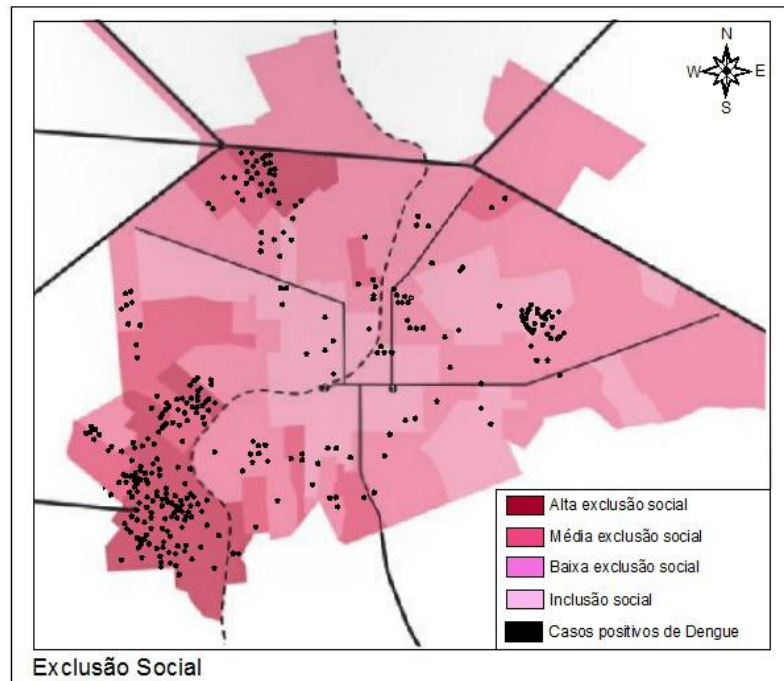 N
W E
S
Alta exclusão social
Média exclusão social
Baixa exclusão social
Inclusão social
Casos positivos de Dengue
Exclusão Social